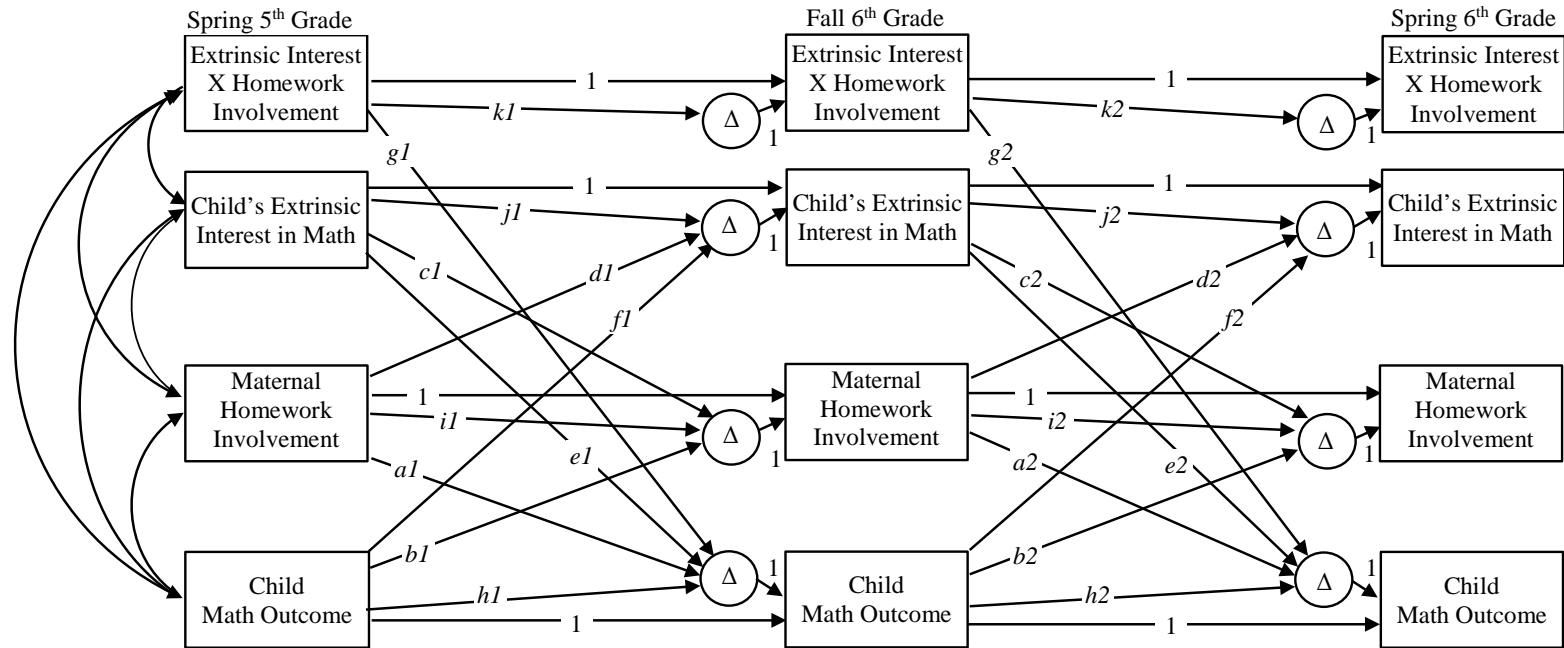 Spring 5th Grade
Fall 6th Grade
Spring 6th Grade
Extrinsic Interest
X Homework
Involvement
1
k1
Δ
1
Extrinsic Interest
X Homework
Involvement
1
k2
Δ
1
Extrinsic Interest
X Homework
Involvement
g1
g2
Child's Extrinsic
Interest in Math
1
j1
Δ
1
Child's Extrinsic
Interest in Math
1
j2
Δ
1
Child's Extrinsic
Interest in Math
c1
d1
f1
c2
d2
f2
Maternal
Homework
Involvement
1
i1
Δ
1
Maternal
Homework
Involvement
1
i2
Δ
1
Maternal
Homework
Involvement
a1
e1
b1
a2
e2
b2
Child
Math Outcome
h1
1
Δ
1
Child
Math Outcome
h2
1
Δ
1
Child
Math Outcome